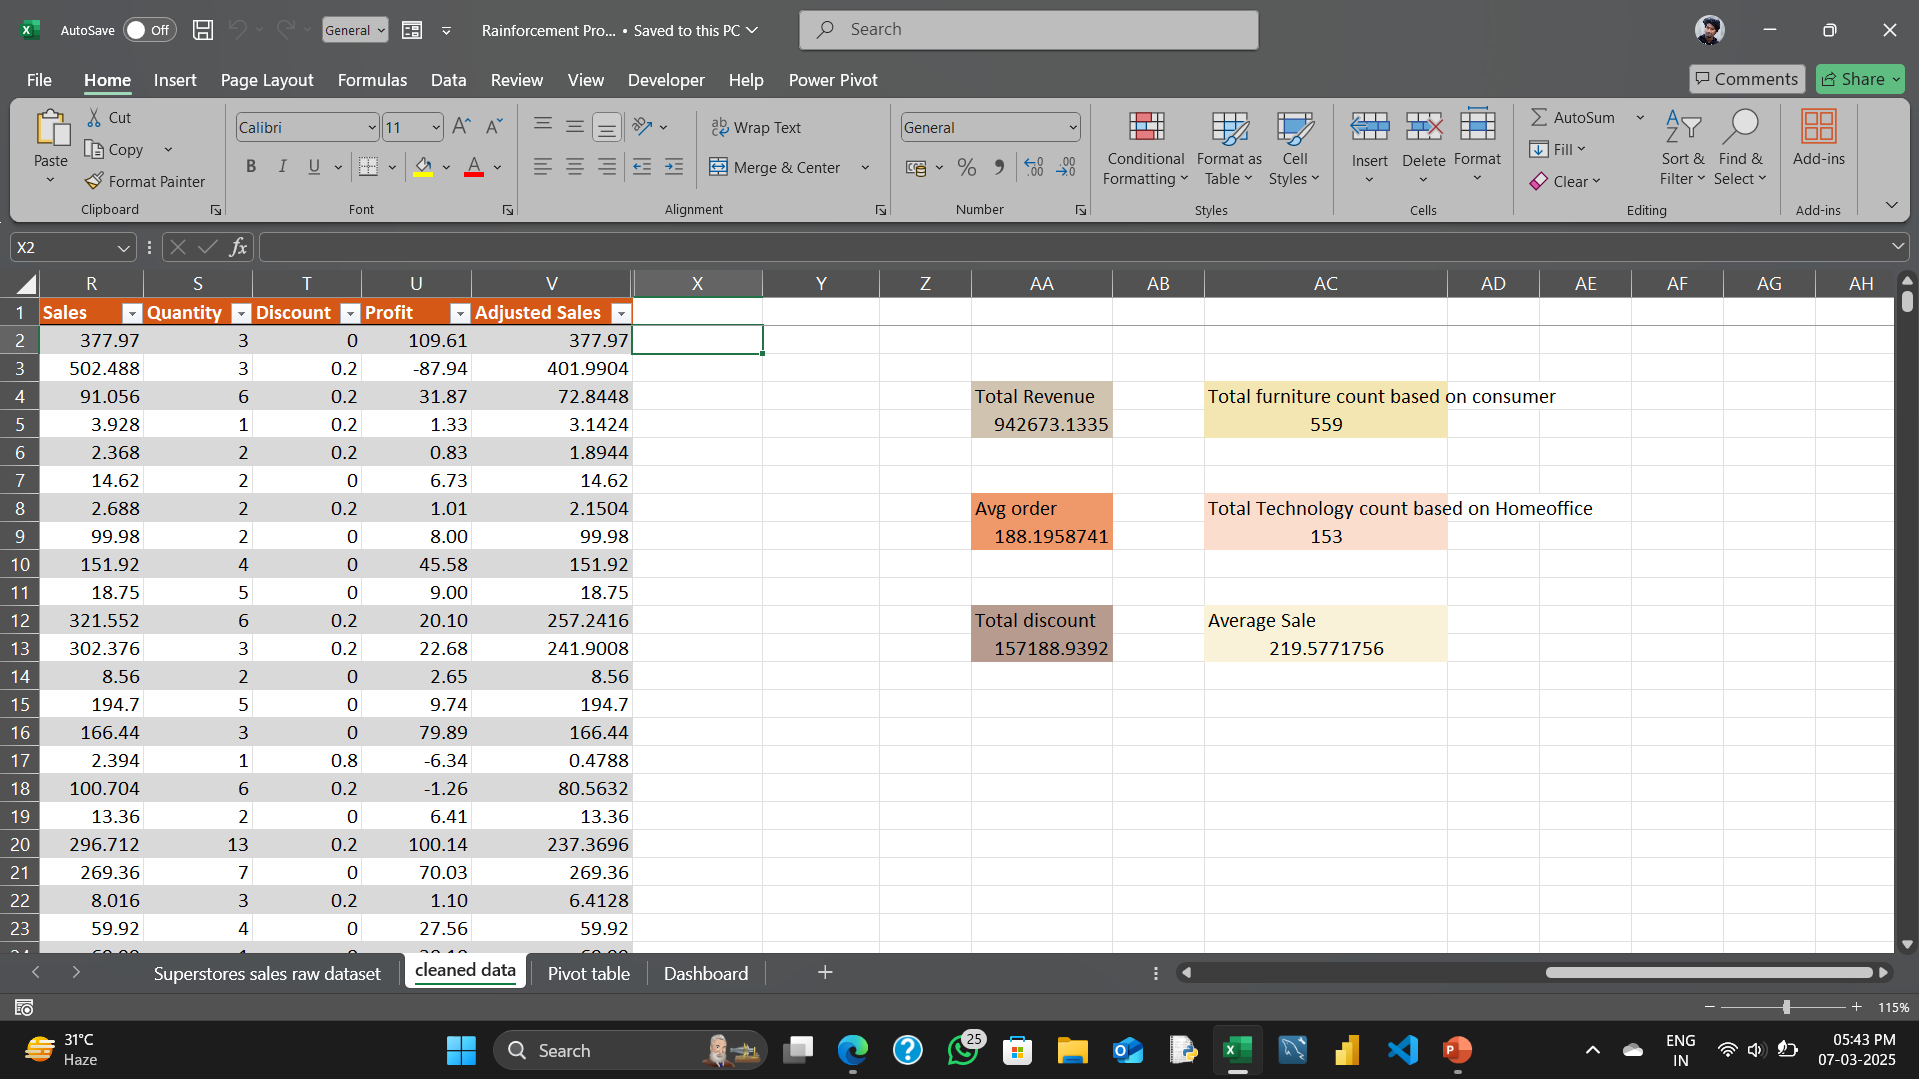 AutoSave Off General Rainforcement Pro... • Saved to this PC Search
File Home Insert Page Layout Formulas Data Review View Developer Help Power Pivot Comments Share
Paste Cut Copy Format Painter Clipboard
Calibri 11 B I U A Font
Wrap Text Merge & Center Alignment
General % Number
Conditional Formatting Format as Table Cell Styles Styles
Insert Delete Format Cells
AutoSum Fill Clear Sort & Filter Find & Select Editing
Add-ins Add-ins
X2 fx
R S T U V X Y Z AA AB AC AD AE AF AG AH
1 Sales Quantity Discount Profit Adjusted Sales
2 377.97 3 0 109.61 377.97
3 502.488 3 0.2 -87.94 401.9904
4 91.056 6 0.2 31.87 72.8448 Total Revenue Total furniture count based on consumer
5 3.928 1 0.2 1.33 3.1424 942673.1335 559
6 2.368 2 0.2 0.83 1.8944
7 14.62 2 0 6.73 14.62
8 2.688 2 0.2 1.01 2.1504 Avg order Total Technology count based on Homeoffice
9 99.98 2 0 8.00 99.98 188.1958741 153
10 151.92 4 0 45.58 151.92
11 18.75 5 0 9.00 18.75
12 321.552 6 0.2 20.10 257.2416 Total discount Average Sale
13 302.376 3 0.2 22.68 241.9008 157188.9392 219.5771756
14 8.56 2 0 2.65 8.56
15 194.7 5 0 9.74 194.7
16 166.44 3 0 79.89 166.44
17 2.394 1 0.8 -6.34 0.4788
18 100.704 6 0.2 -1.26 80.5632
19 13.36 2 0 6.41 13.36
20 296.712 13 0.2 100.14 237.3696
21 269.36 7 0 70.03 269.36
22 8.016 3 0.2 1.10 6.4128
23 59.92 4 0 27.56 59.92
Superstores sales raw dataset cleaned data Pivot table Dashboard
115%
31°C
Haze
Search
25
ENG
IN
05:43 PM
07-03-2025